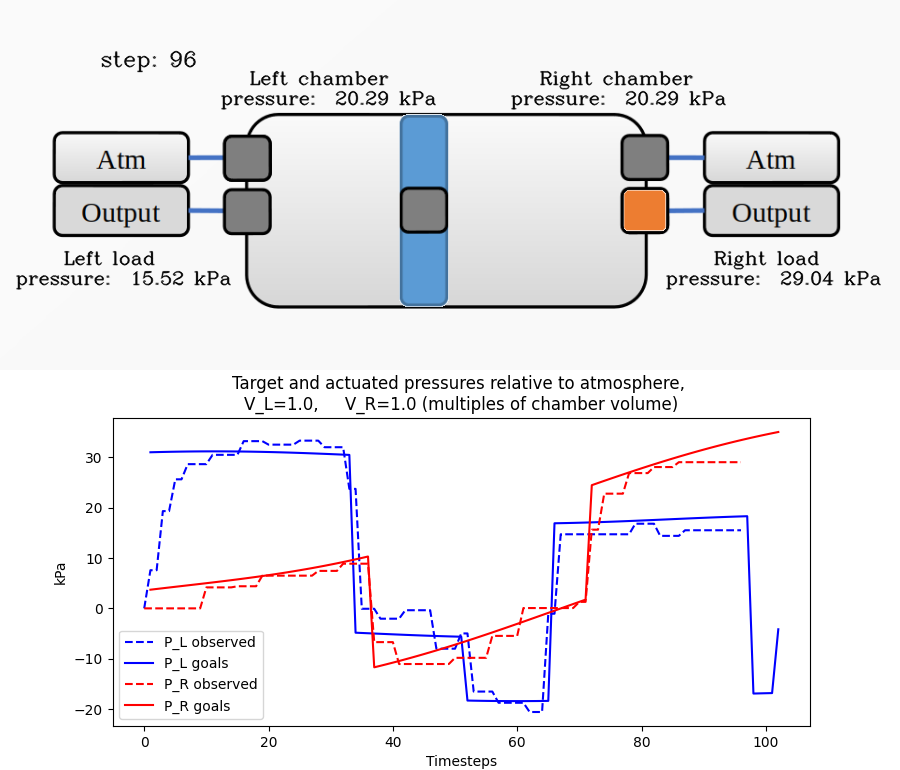 step: 96
Left chamber
pressure: 20.29 kPa
Right chamber
pressure: 20.29 kPa
Atm
Output
Atm
Output
Left load
pressure: 15.52 kPa
Right load
pressure: 29.04 kPa
Target and actuated pressures relative to atmosphere,
V_L=1.0, V_R=1.0 (multiples of chamber volume)
kPa
30
20
10
0
−10
−20
P_L observed
P_L goals
P_R observed
P_R goals
0 20 40 60 80 100
Timesteps